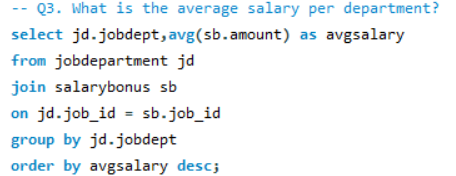 -- Q3. What is the average salary per department?
select jd.jobdept,avg(sb.amount) as avgsalary
from jobdepartment jd
join salarybonus sb
on jd.job_id = sb.job_id
group by jd.jobdept
order by avgsalary desc;